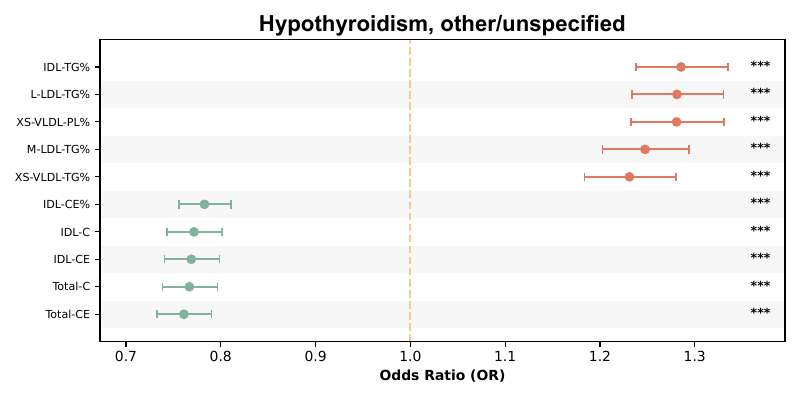 Hypothyroidism, other/unspecified
IDL-TG% ***
L-LDL-TG% ***
XS-VLDL-PL% ***
M-LDL-TG% ***
XS-VLDL-TG% ***
IDL-CE% ***
IDL-C ***
IDL-CE ***
Total-C ***
Total-CE ***
0.7 0.8 0.9 1.0 1.1 1.2 1.3
Odds Ratio (OR)